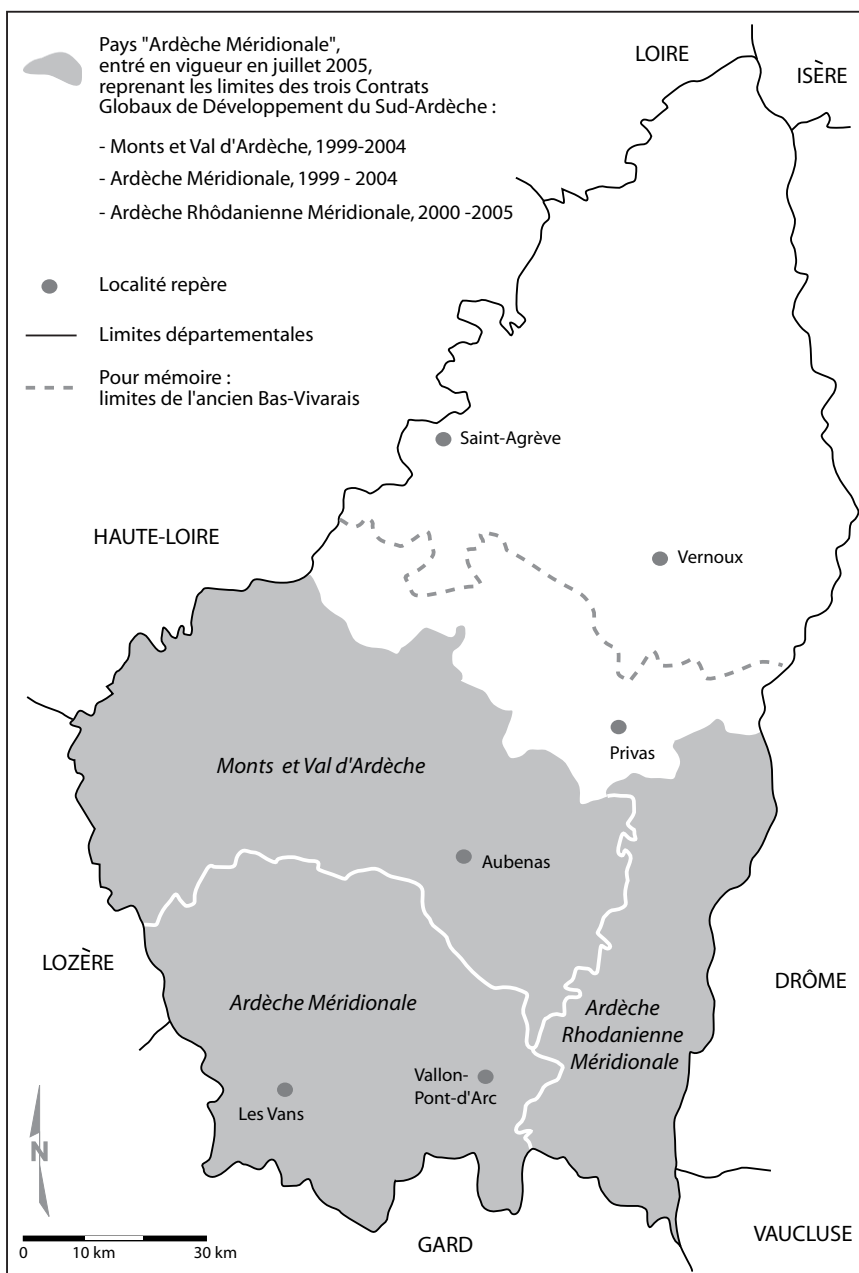 Pays "Ardèche Méridionale",
entré en vigueur en juillet 2005,
reprenant les limites des trois Contrats
Globaux de Développement du Sud-Ardèche :
- Monts et Val d'Ardèche, 1999-2004
- Ardèche Méridionale, 1999 - 2004
- Ardèche Rhôdanienne Méridionale, 2000 -2005
Localité repère
Limites départementales
Pour mémoire :
limites de l'ancien Bas-Vivarais
LOIRE
ISÈRE
Saint-Agrève
HAUTE-LOIRE
Vernoux
Privas
Monts et Val d'Ardèche
Aubenas
LOZÈRE
DRÔME
Ardèche Méridionale
Ardèche
Rhodanienne
Méridionale
Vallon-
Pont-d'Arc
Les Vans
N
0 10 km 30 km
GARD
VAUCLUSE